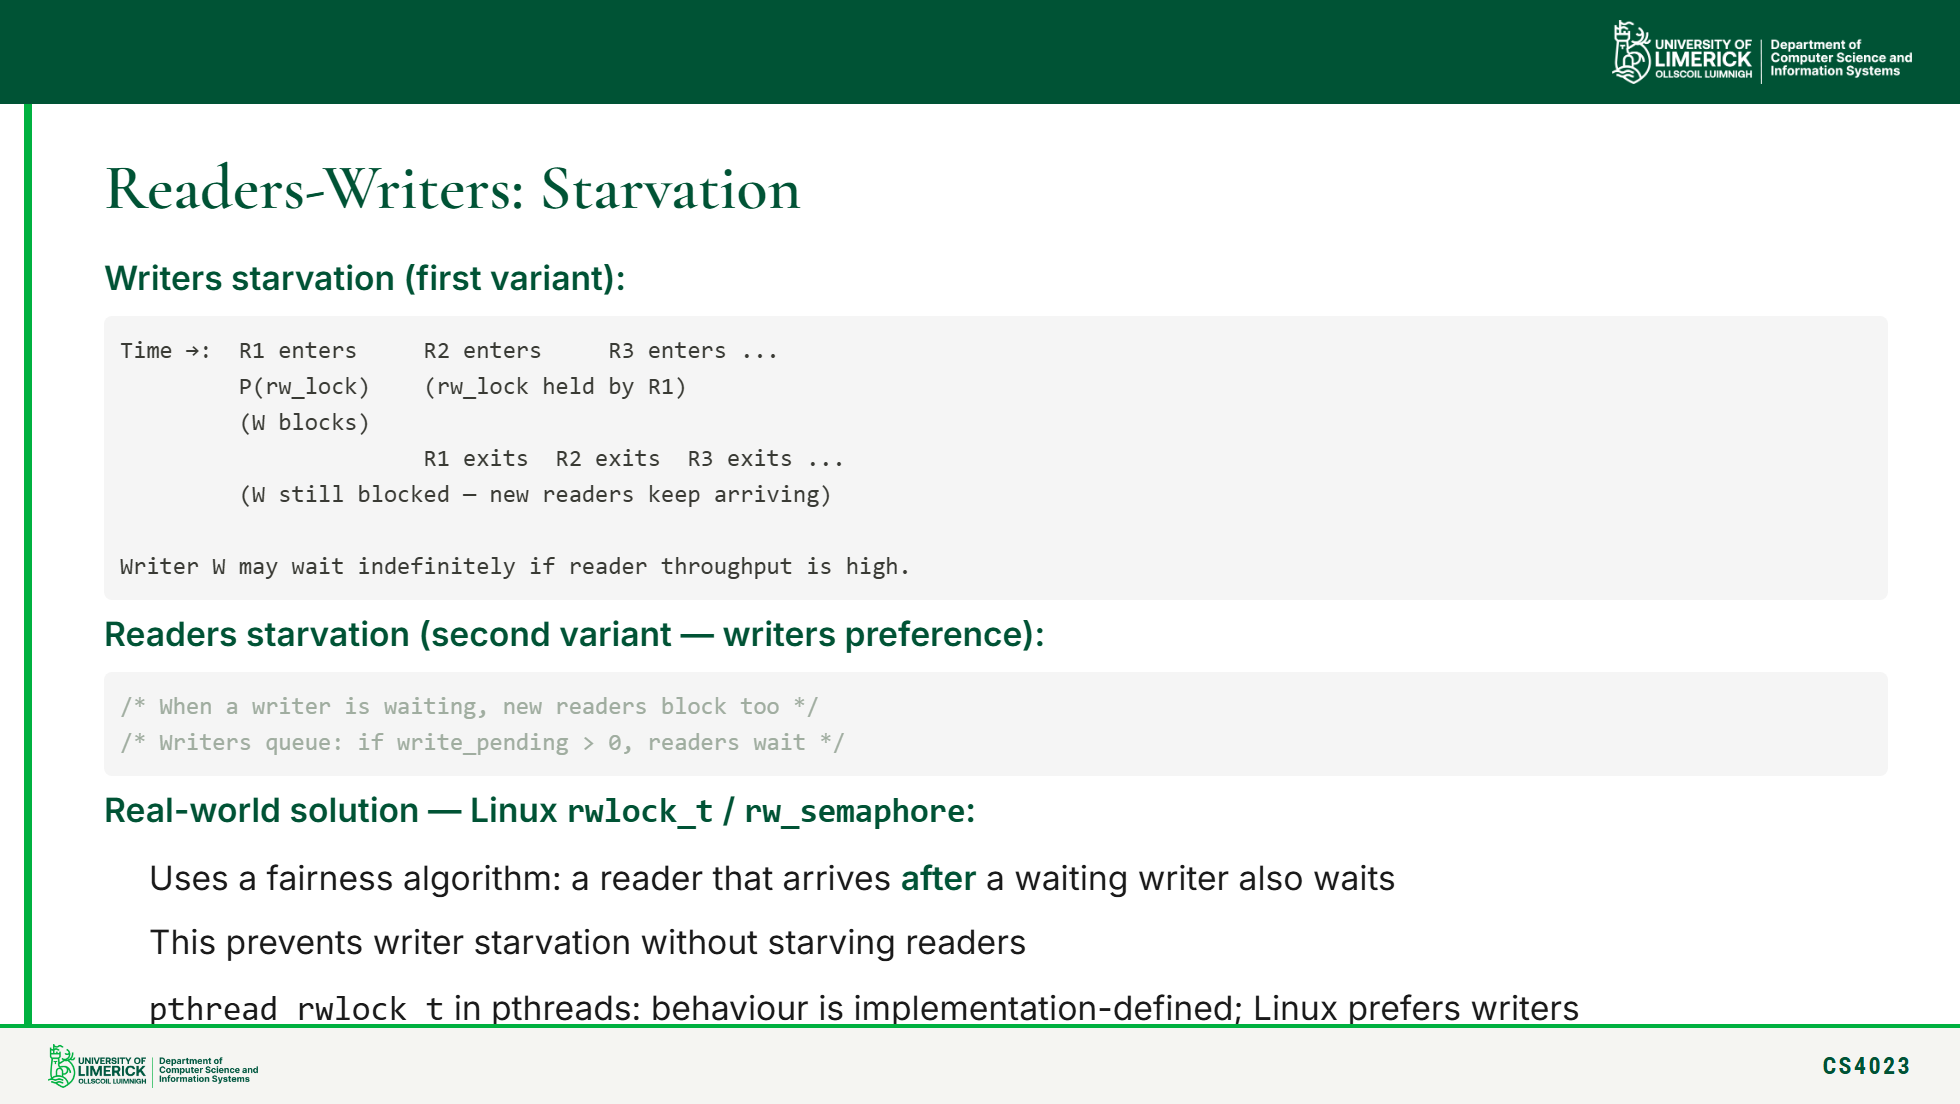 UNIVERSITY OF
LIMERICK
OLLSCOIL LUIMNIGH
Department of
Computer Science and
Information Systems
Readers-Writers: Starvation
Writers starvation (first variant):
Time →:  R1 enters     R2 enters     R3 enters ...
         P(rw_lock)    (rw_lock held by R1)
         (W blocks)
                       R1 exits  R2 exits  R3 exits ...
         (W still blocked — new readers keep arriving)
Writer W may wait indefinitely if reader throughput is high.
Readers starvation (second variant — writers preference):
/* When a writer is waiting, new readers block too */
/* Writers queue: if write_pending > 0, readers wait */
Real-world solution — Linux rwlock_t / rw_semaphore:
Uses a fairness algorithm: a reader that arrives after a waiting writer also waits
This prevents writer starvation without starving readers
pthread_rwlock_t in pthreads: behaviour is implementation-defined; Linux prefers writers
UNIVERSITY OF
LIMERICK
OLLSCOIL LUIMNIGH
Department of
Computer Science and
Information Systems
CS4023